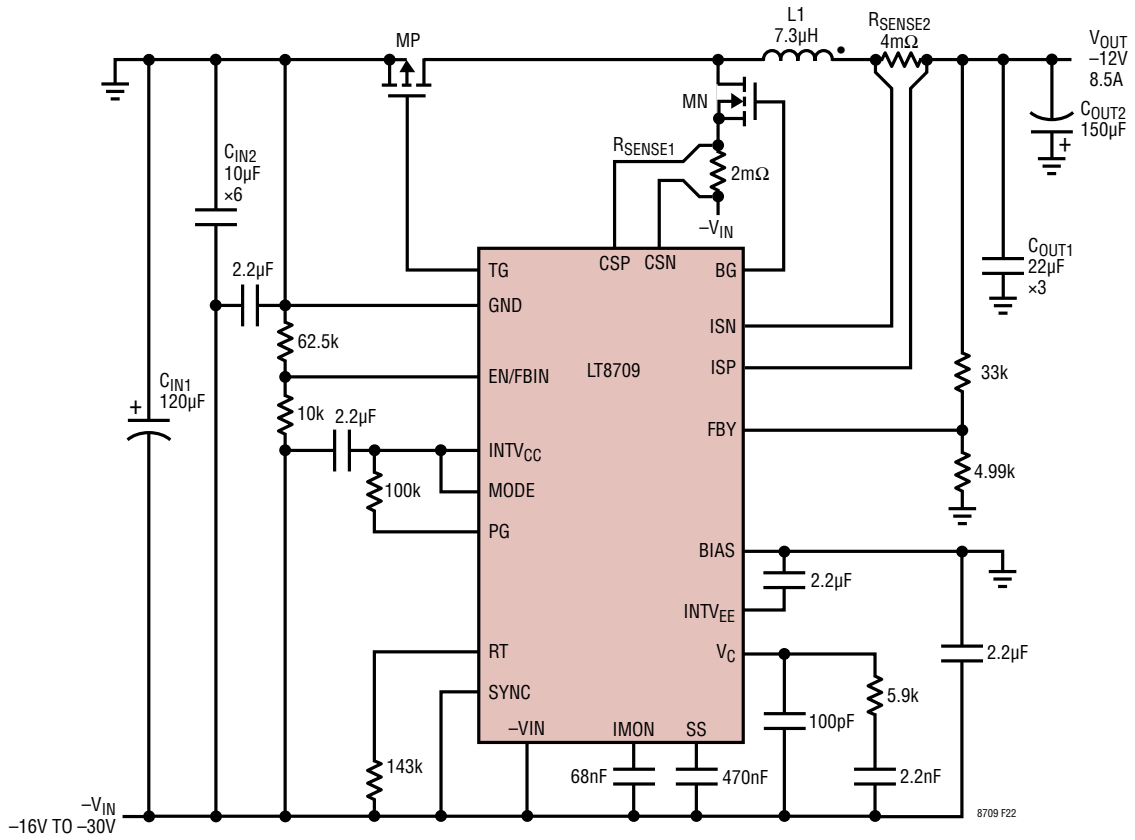 MP
L1
7.3µH
RSENSE2
4mΩ
VOUT
–12V
8.5A
MN
COUT2
150µF
+
RSENSE1
2mΩ
–VIN
CIN2
10µF
×6
COUT1
22µF
×3
2.2µF
TG
CSP
CSN
BG
GND
ISN
62.5k
LT8709
ISP
EN/FBIN
33k
CIN1
120µF
+
10k
2.2µF
FBY
INTVCC
4.99k
100k
MODE
PG
BIAS
2.2µF
INTVEE
RT
VC
2.2µF
SYNC
5.9k
100pF
–VIN
IMON
SS
143k
68nF
470nF
2.2nF
–VIN
–16V TO –30V
8709 F22